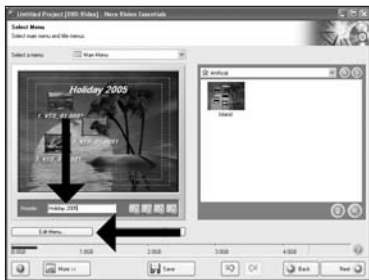 Untitled Project [DVD-Video] - Nero Vision Essentials
Select Menu
Select main menu and title menus.
Select a menu:
Main Menu
Holiday 2005
Island
Header:
Holiday 2005
Edit Menu...
More >>
Save
Back
Next